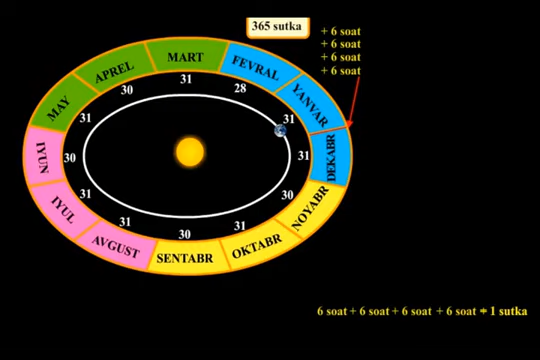 365 sutka
+ 6 soat
+ 6 soat
+ 6 soat
+ 6 soat
MART
31
FEVRAL
28
YANVAR
31
DEKABR
31
NOYABR
30
OKTABR
31
SENTABR
30
AVGUST
31
IYUL
31
IYUN
30
MAY
31
APREL
30
6 soat + 6 soat + 6 soat + 6 soat = 1 sutka